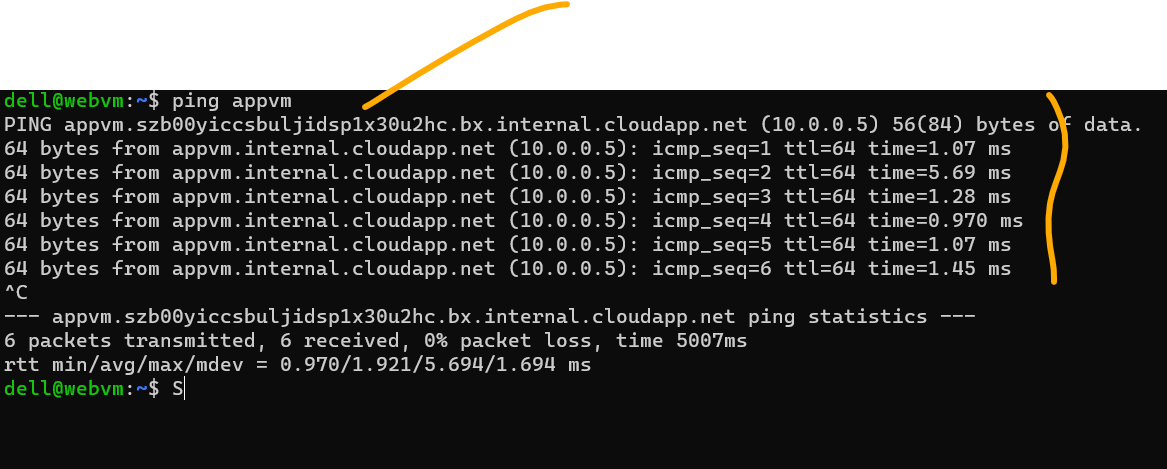 dell@webvm:~$ ping appvm
PING appvm.szb00yiccsbuljidsp1x30u2hc.bx.internal.cloudapp.net (10.0.0.5) 56(84) bytes of data.
64 bytes from appvm.internal.cloudapp.net (10.0.0.5): icmp_seq=1 ttl=64 time=1.07 ms
64 bytes from appvm.internal.cloudapp.net (10.0.0.5): icmp_seq=2 ttl=64 time=5.69 ms
64 bytes from appvm.internal.cloudapp.net (10.0.0.5): icmp_seq=3 ttl=64 time=1.28 ms
64 bytes from appvm.internal.cloudapp.net (10.0.0.5): icmp_seq=4 ttl=64 time=0.970 ms
64 bytes from appvm.internal.cloudapp.net (10.0.0.5): icmp_seq=5 ttl=64 time=1.07 ms
64 bytes from appvm.internal.cloudapp.net (10.0.0.5): icmp_seq=6 ttl=64 time=1.45 ms
^C
--- appvm.szb00yiccsbuljidsp1x30u2hc.bx.internal.cloudapp.net ping statistics ---
6 packets transmitted, 6 received, 0% packet loss, time 5007ms
rtt min/avg/max/mdev = 0.970/1.921/5.694/1.694 ms
dell@webvm:~$ S